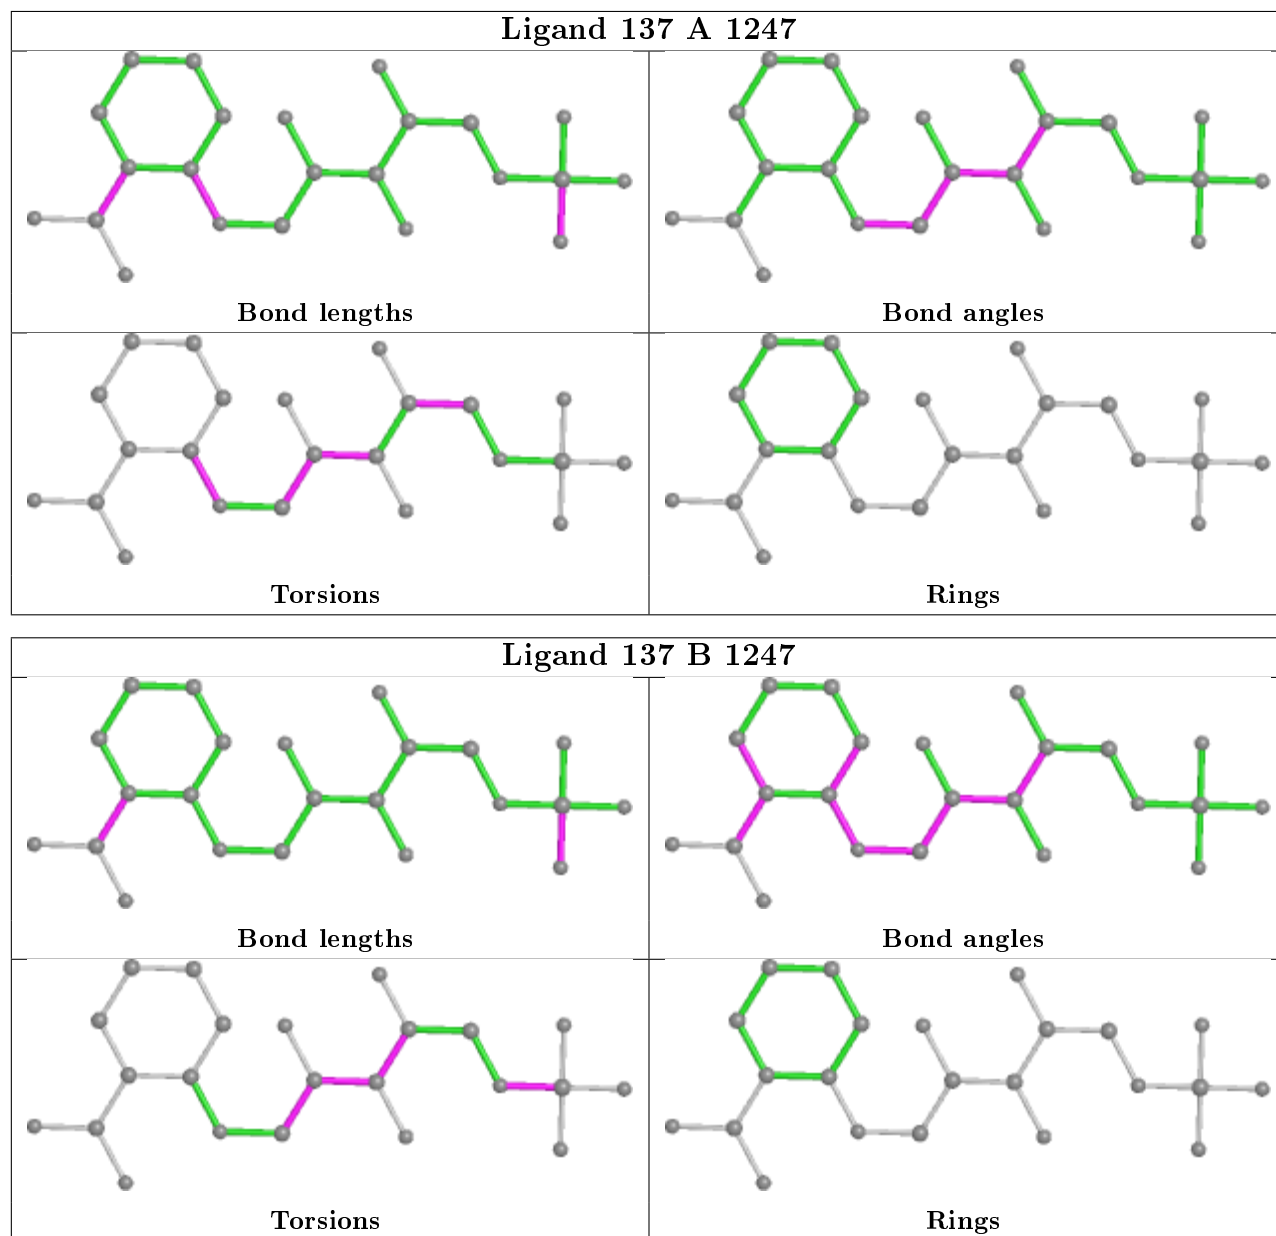 Ligand 137 A 1247
Bond lengths
Bond angles
Torsions
Rings
Ligand 137 B 1247
Bond lengths
Bond angles
Torsions
Rings